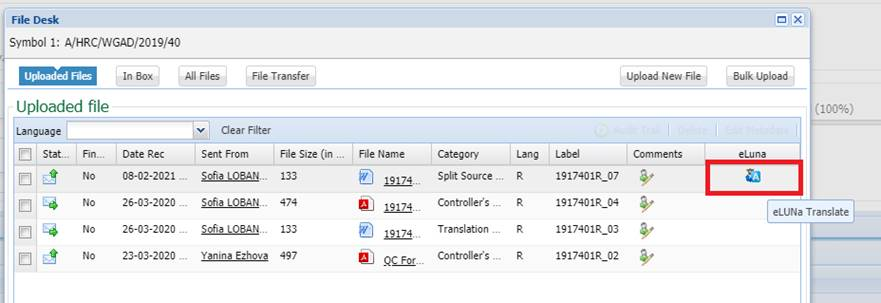 File Desk
Symbol 1: A/HRC/WGAD/2019/40
Uploaded Files In Box All Files File Transfer Upload New File Bulk Upload
Uploaded file
(100%)
Language Clear Filter Audit Trail Delete Edit Metadata
Stat... Fin... Date Rec Sent From File Size (in ... File Name Category Lang Label Comments eLuna
No 08-02-2021 ... Sofia LOBAN... 133 19174... Split Source ... R 1917401R_07
No 26-03-2020 ... Sofia LOBAN... 474 19174... Controller's... R 1917401R_04
eLUNa Translate
No 26-03-2020 ... Sofia LOBAN... 133 19174... Translation ... R 1917401R_03
No 23-03-2020 ... Yanina Ezhova 497 QC For... Controller's... R 1917401R_02